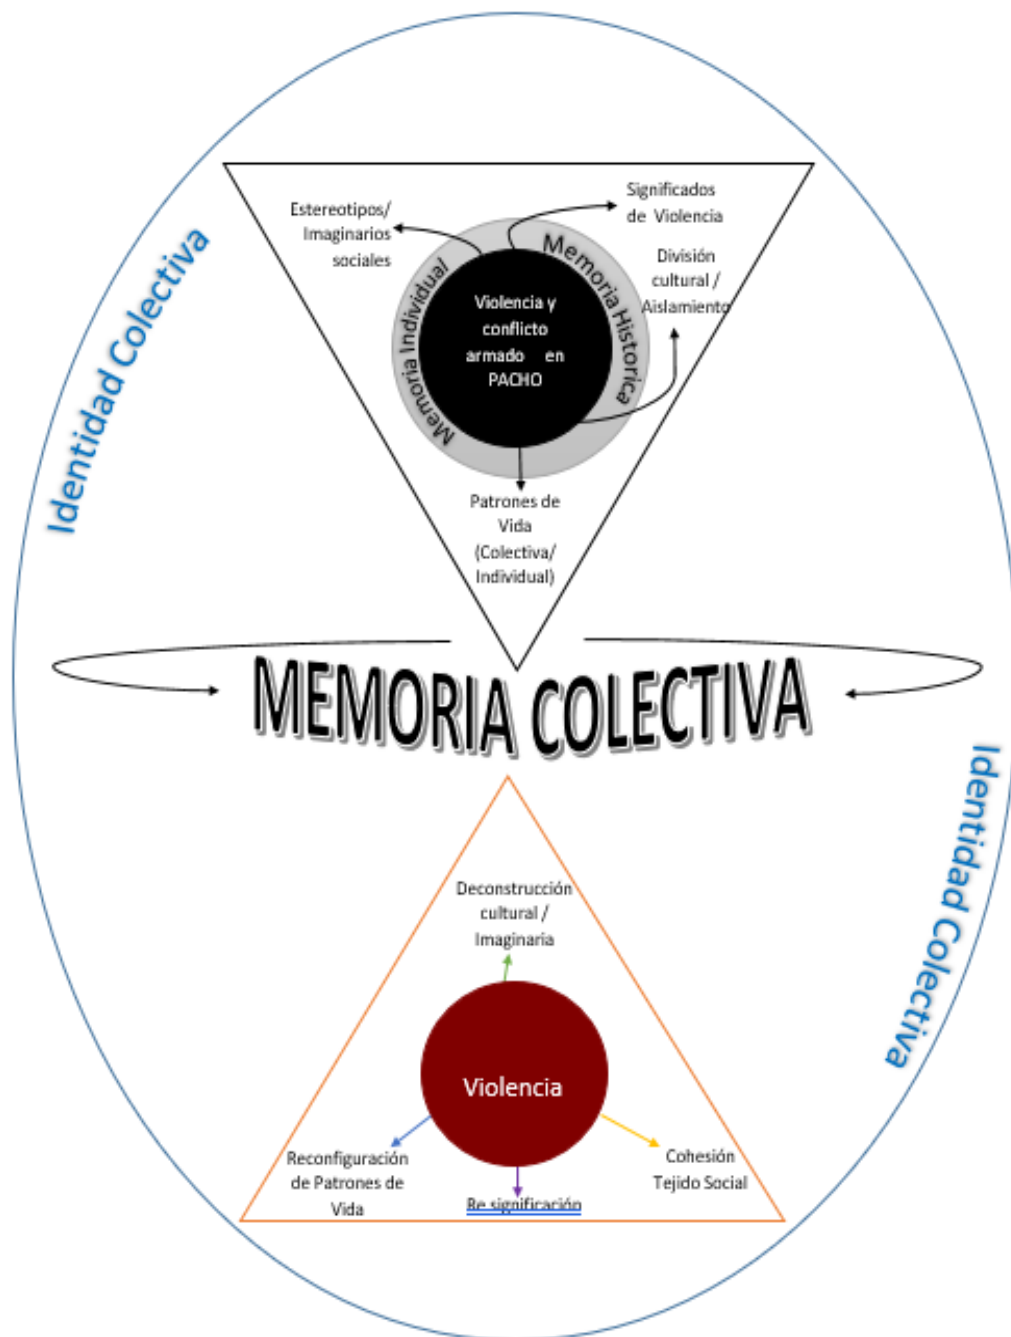 Significados
de Violencia
Estereotipos/
Imaginarios
sociales
División
cultural /
Aislamiento
Identidad Colectiva
Memoria Individual
Memoria Historica
Violencia y
conflicto
armado en
PACHO
Patrones de
Vida
(Colectiva/
Individual)
MEMORIA COLECTIVA
Identidad Colectiva
Deconstrucción
cultural /
Imaginaria
Violencia
Reconfiguración
de Patrones de
Vida
Cohesión
Tejido Social
Re significación